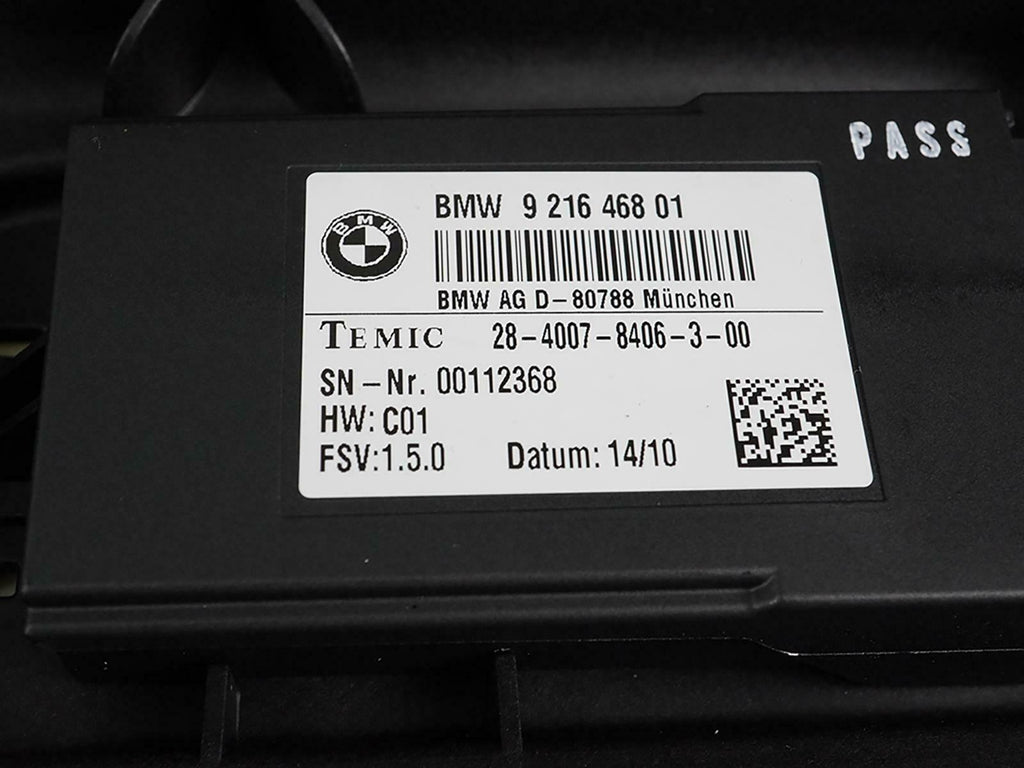 PASS
BMW 9 216 468 01
BMW
BMW AG D-80788 München
TEMIC 28-4007-8406-3-00
SN-Nr. 00112368
HW: C01
FSV:1.5.0 Datum: 14/10